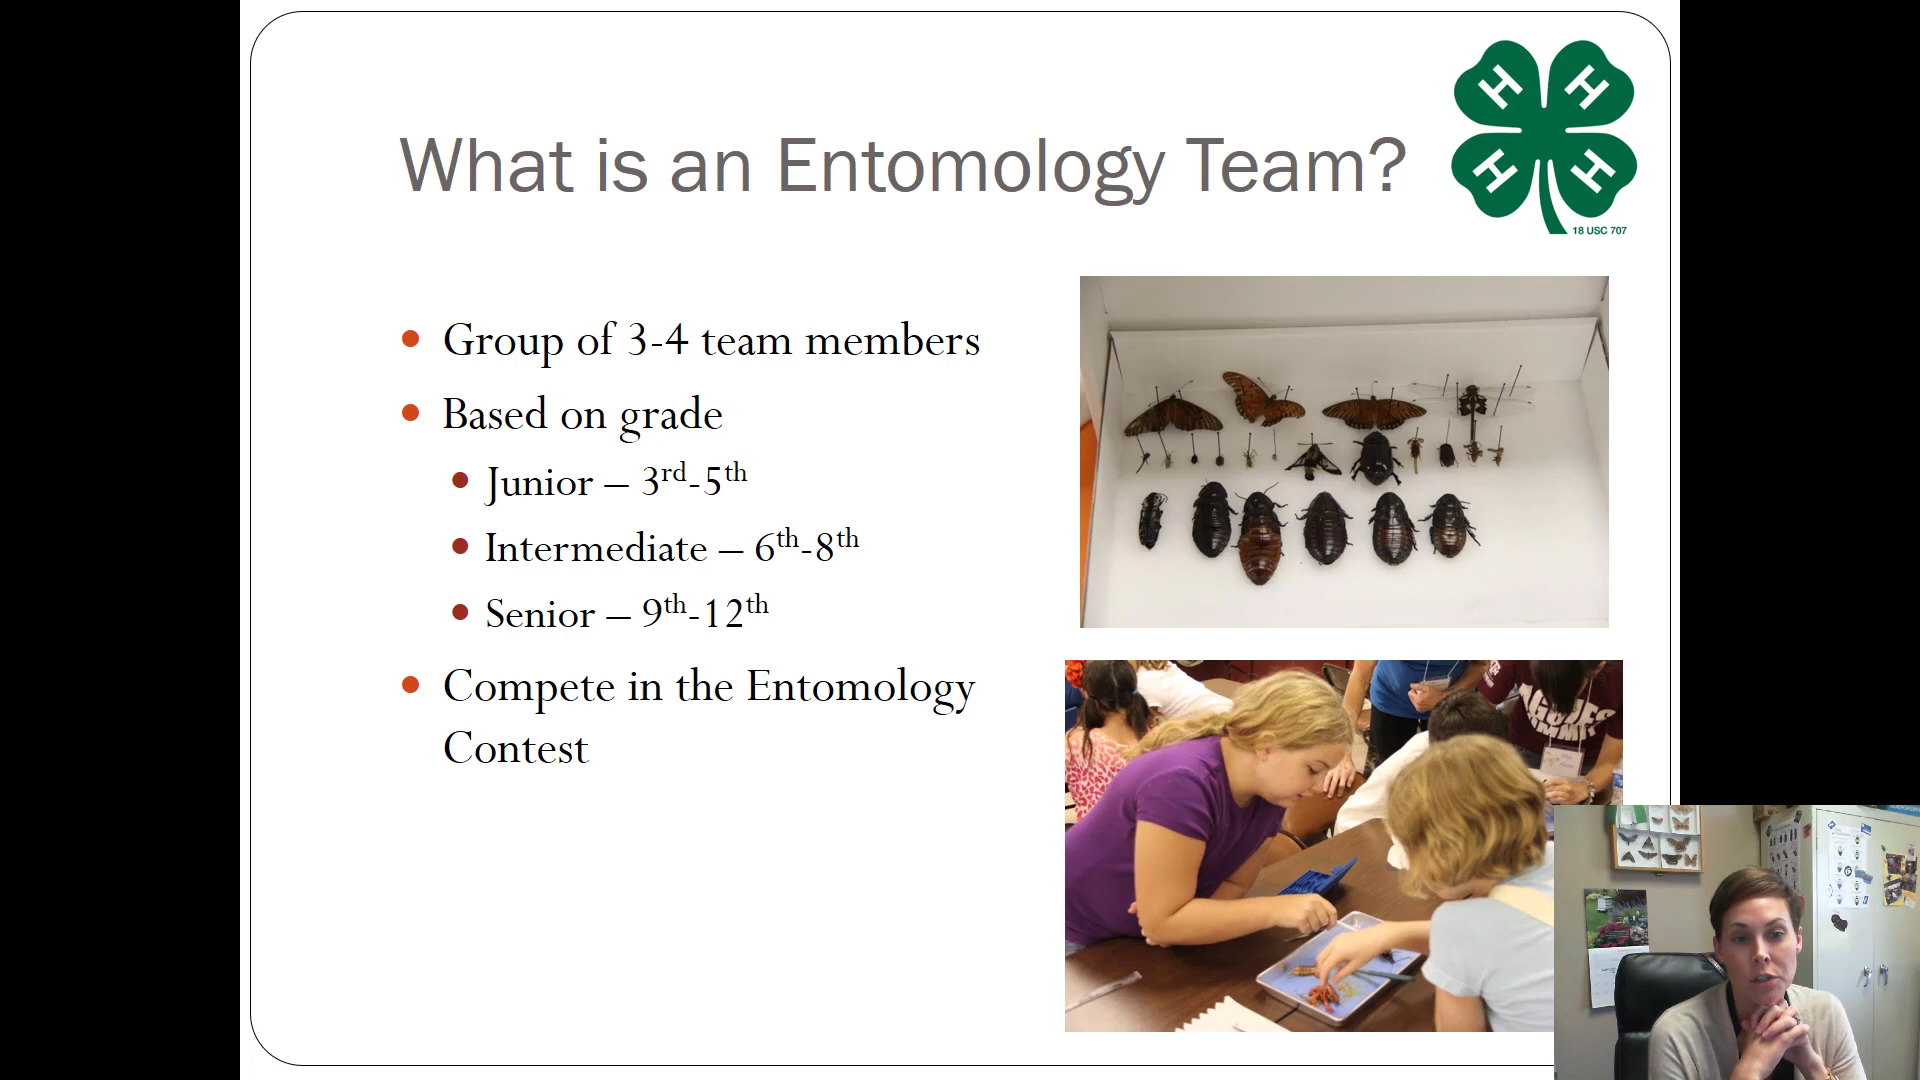 What is an Entomology Team?
H H
H H
18 USC 707
• Group of 3-4 team members
• Based on grade
• Junior – 3rd-5th
• Intermediate – 6th-8th
• Senior – 9th-12th
• Compete in the Entomology
Contest